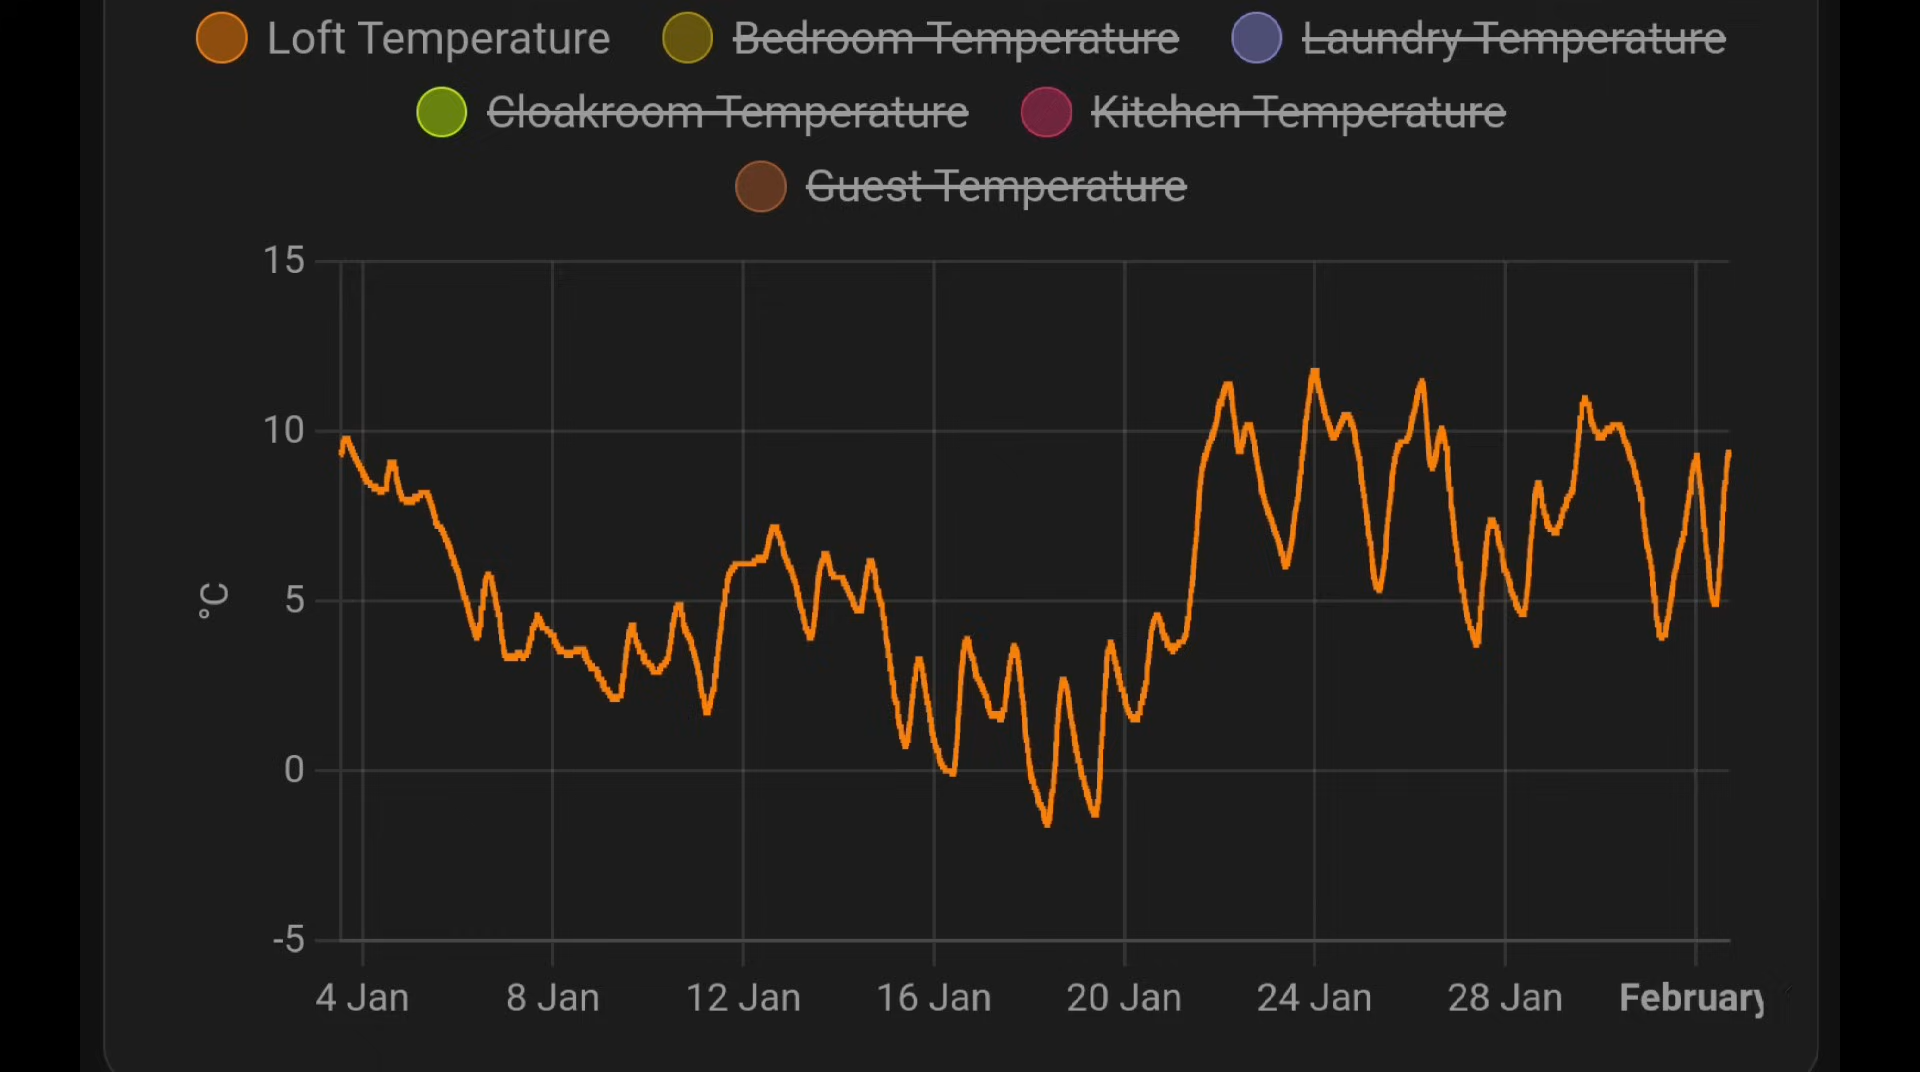 Loft Temperature Bedroom Temperature Laundry Temperature
Cloakroom Temperature Kitchen Temperature
Guest Temperature
15
10
5
0
-5
°C
4 Jan 8 Jan 12 Jan 16 Jan 20 Jan 24 Jan 28 Jan February